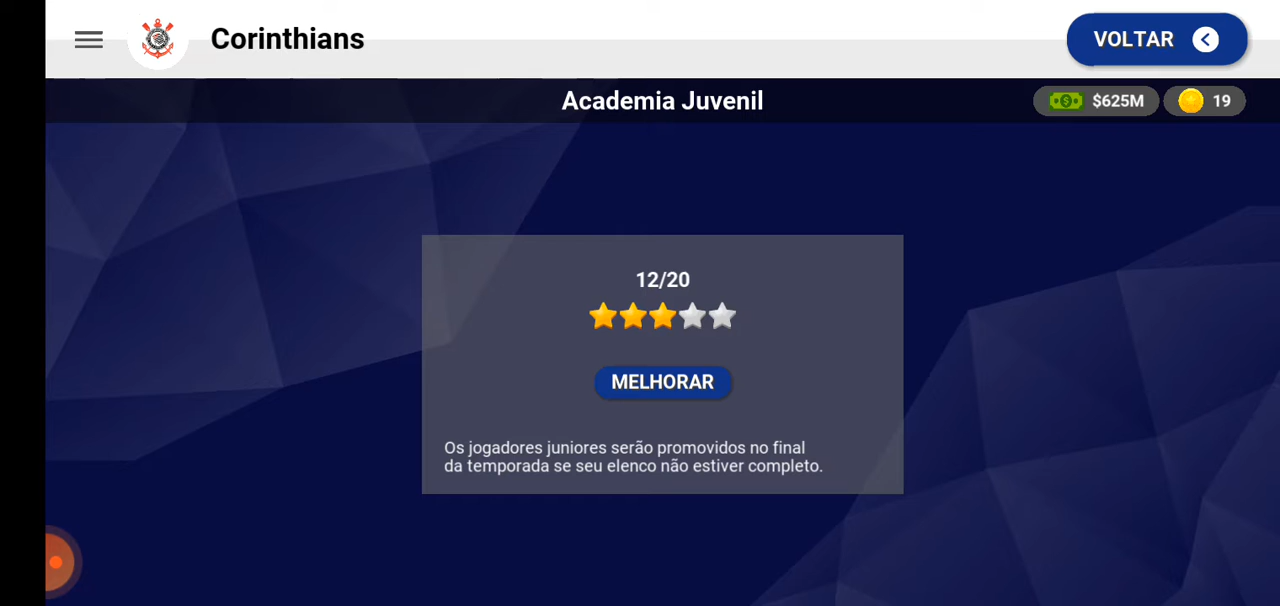 Corinthians
VOLTAR
Academia Juvenil
$625M
19
12/20
MELHORAR
Os jogadores juniores serão promovidos no final
da temporada se seu elenco não estiver completo.